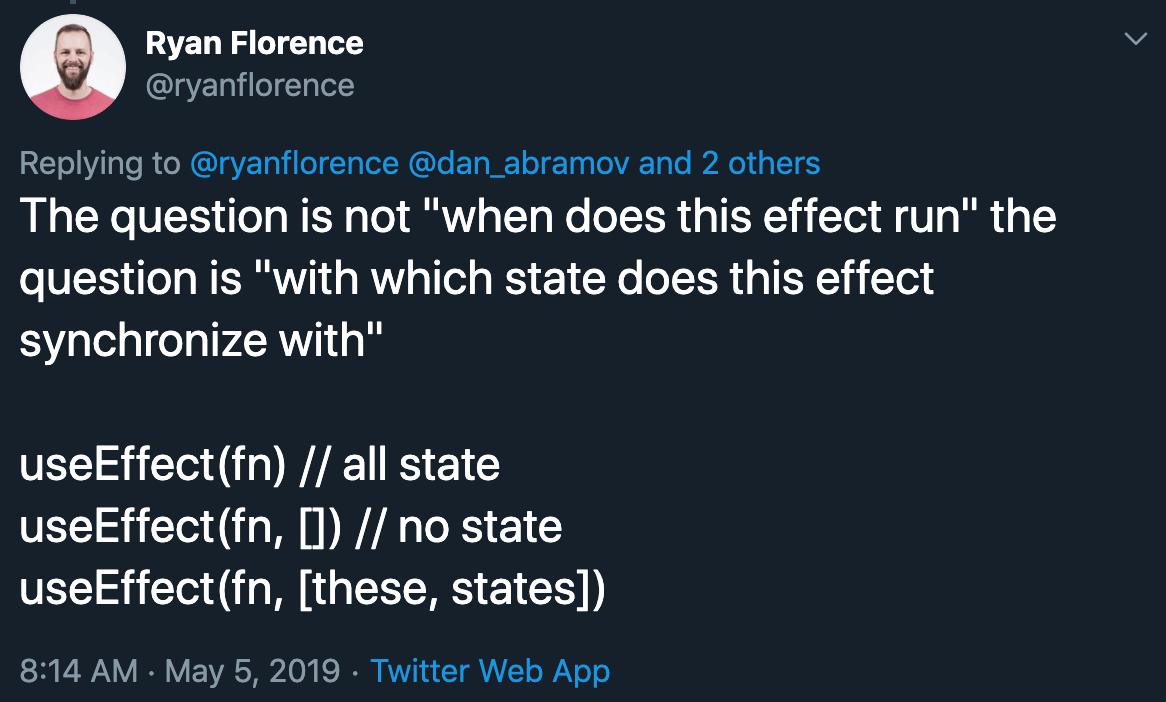 Ryan Florence
@ryanflorence
Replying to @ryanflorence @dan_abramov and 2 others
The question is not "when does this effect run" the
question is "with which state does this effect
synchronize with"
useEffect(fn) // all state
useEffect(fn, []) // no state
useEffect(fn, [these, states])
8:14 AM · May 5, 2019 · Twitter Web App